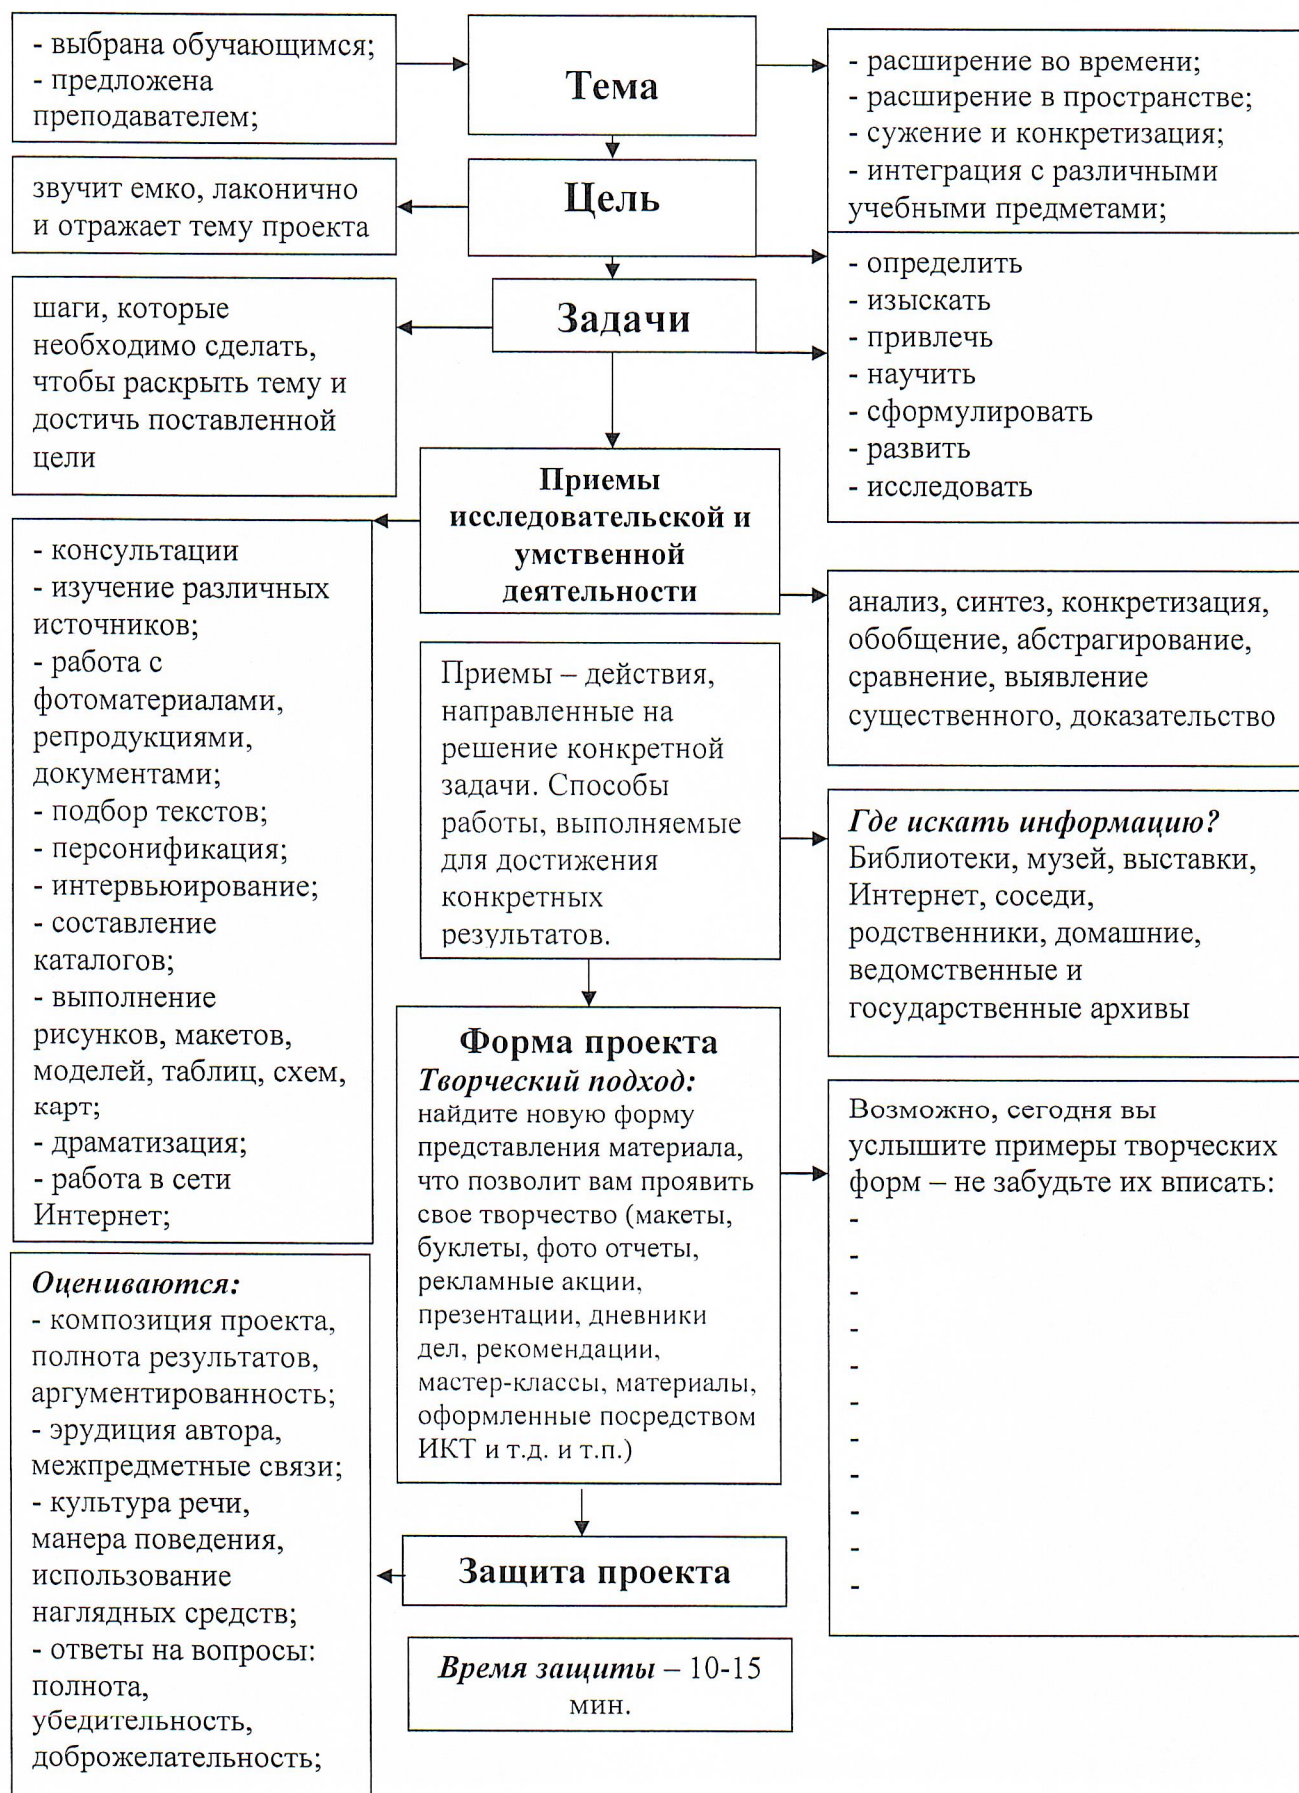 - выбрана обучающимся;
- предложена
преподавателем;
Тема
- расширение во времени;
- расширение в пространстве;
- сужение и конкретизация;
- интеграция с различными
учебными предметами;
звучит емко, лаконично
и отражает тему проекта
Цель
- определить
- изыскать
- привлечь
- научить
- сформулировать
- развить
- исследовать
шаги, которые
необходимо сделать,
чтобы раскрыть тему и
достичь поставленной
цели
Задачи
Приемы
исследовательской и
умственной
деятельности
- консультации
- изучение различных
источников;
- работа с
фотоматериалами,
репродукциями,
документами;
- подбор текстов;
- персонификация;
- интервьюирование;
- составление
каталогов;
- выполнение
рисунков, макетов,
моделей, таблиц, схем,
карт;
- драматизация;
- работа в сети
Интернет;
анализ, синтез, конкретизация,
обобщение, абстрагирование,
сравнение, выявление
существенного, доказательство
Приемы – действия,
направленные на
решение конкретной
задачи. Способы
работы, выполняемые
для достижения
конкретных
результатов.
Где искать информацию?
Библиотеки, музей, выставки,
Интернет, соседи,
родственники, домашние,
ведомственные и
государственные архивы
Форма проекта
Творческий подход:
найдите новую форму
представления материала,
что позволит вам проявить
свое творчество (макеты,
буклеты, фото отчеты,
рекламные акции,
презентации, дневники
дел, рекомендации,
мастер-классы, материалы,
оформленные посредством
ИКТ и т.д. и т.п.)
Возможно, сегодня вы
услышите примеры творческих
форм – не забудьте их вписать:
-
-
-
-
-
-
-
-
-
-
-
Оцениваются:
- композиция проекта,
полнота результатов,
аргументированность;
- эрудиция автора,
межпредметные связи;
- культура речи,
манера поведения,
использование
наглядных средств;
- ответы на вопросы:
полнота,
убедительность,
доброжелательность;
Защита проекта
Время защиты – 10-15
мин.